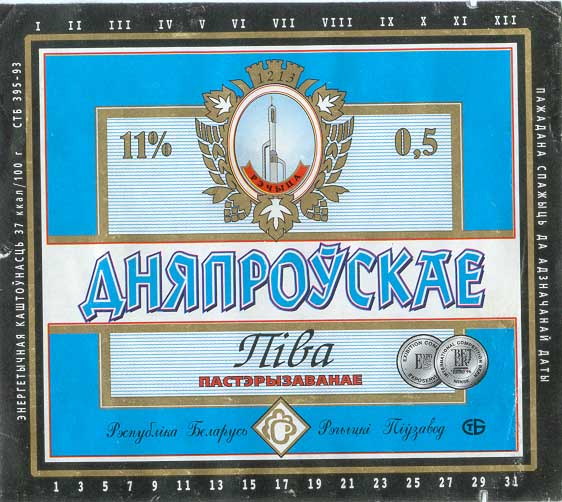 I II III IV V VI VII VIII IX X XI XII
СТБ 395-93
ЭНЕРГЕТЫЧНАЯ КАШТОЎНАСЦЬ 37 ккал/100 г
ПАЖАДАНА СПАЖЫЦЬ ДА АДЗНАЧАНАЙ ДАТЫ
1213
11%
0,5
РЭЧЫЦА
ДНЯПРОЎСКАЕ
Піва
ПАСТЭРЫЗАВАНАЕ
Рэспубліка Беларусь
Рэчыцкі Піўзавод
СТБ
1 3 5 7 9 11 13 15 17 19 21 23 25 27 29 31